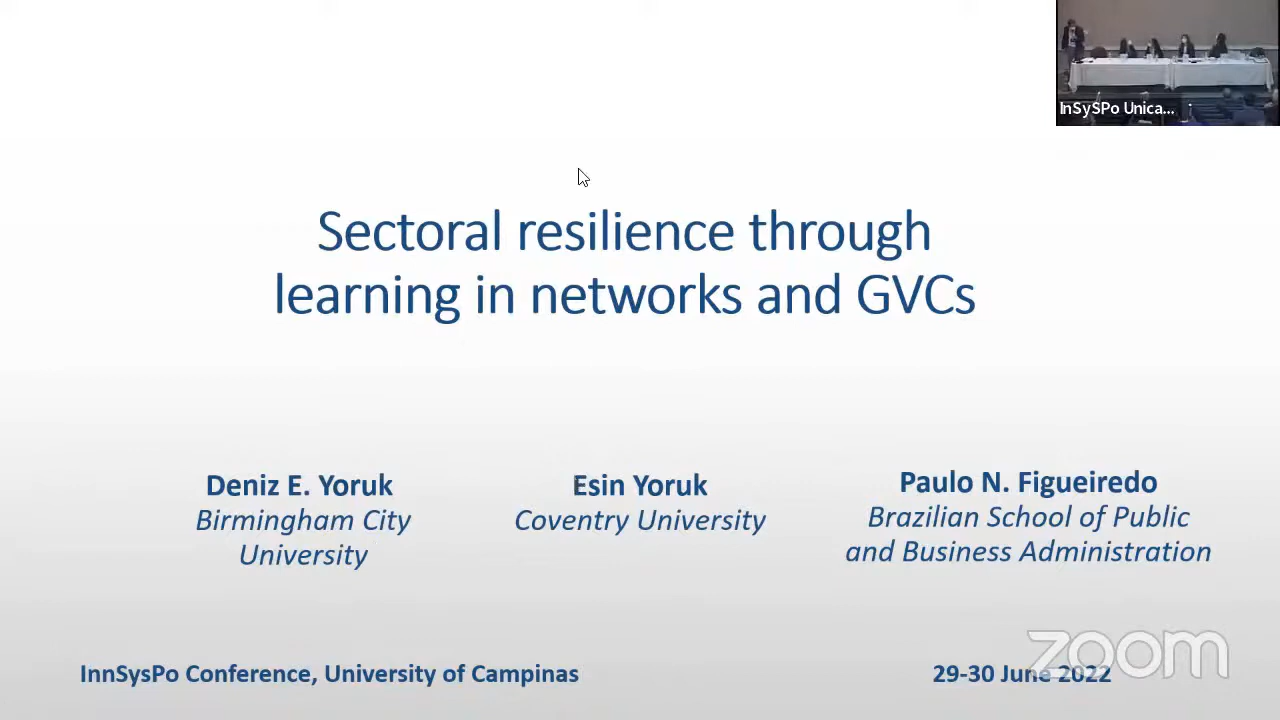 InSySPo Unica...
Sectoral resilience through
learning in networks and GVCs
Deniz E. Yoruk
Birmingham City
University
Esin Yoruk
Coventry University
Paulo N. Figueiredo
Brazilian School of Public
and Business Administration
InnSysPo Conference, University of Campinas
29-30 June 2022
zoom